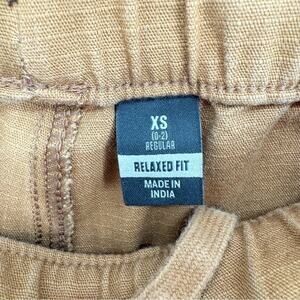 XS
(0-2)
REGULAR
RELAXED FIT
MADE IN
INDIA